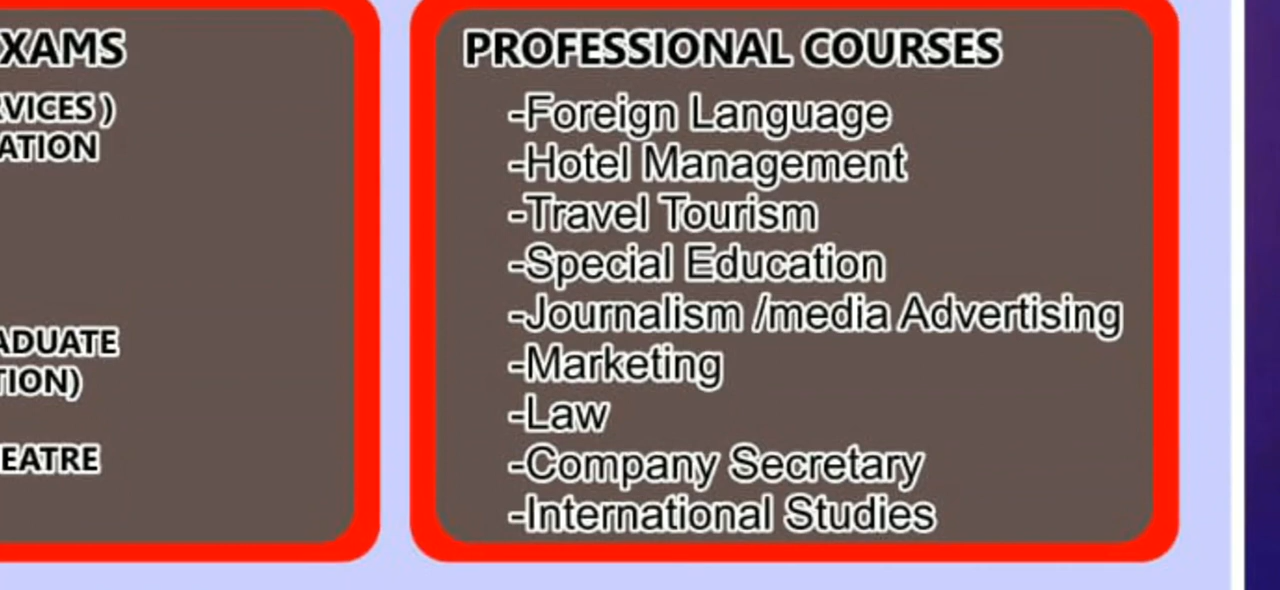 XAMS
VICES )
ATION
ADUATE
TION)
EATRE
PROFESSIONAL COURSES
-Foreign Language
-Hotel Management
-Travel Tourism
-Special Education
-Journalism /media Advertising
-Marketing
-Law
-Company Secretary
-International Studies